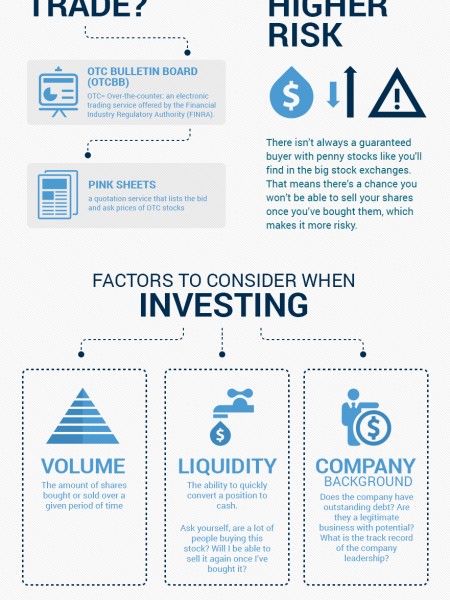 TRADE?
OTC BULLETIN BOARD
(OTCBB)
OTC= Over-the-counter: an electronic
trading service offered by the Financial
Industry Regulatory Authority (FINRA).
PINK SHEETS
a quotation service that lists the bid
and ask prices of OTC stocks
HIGHER
RISK
$
!
There isn't always a guaranteed
buyer with penny stocks like you'll
find in the big stock exchanges.
That means there's a chance you
won't be able to sell your shares
once you've bought them, which
makes it more risky.
FACTORS TO CONSIDER WHEN
INVESTING
VOLUME
The amount of shares
bought or sold over a
given period of time
$
LIQUIDITY
The ability to quickly
convert a position to
cash.
Ask yourself, are a lot of
people buying this
stock? Will I be able to
sell it again once I've
bought it?
$
COMPANY
BACKGROUND
Does the company have
outstanding debt? Are
they a legitimate
business with potential?
What is the track record
of the company
leadership?